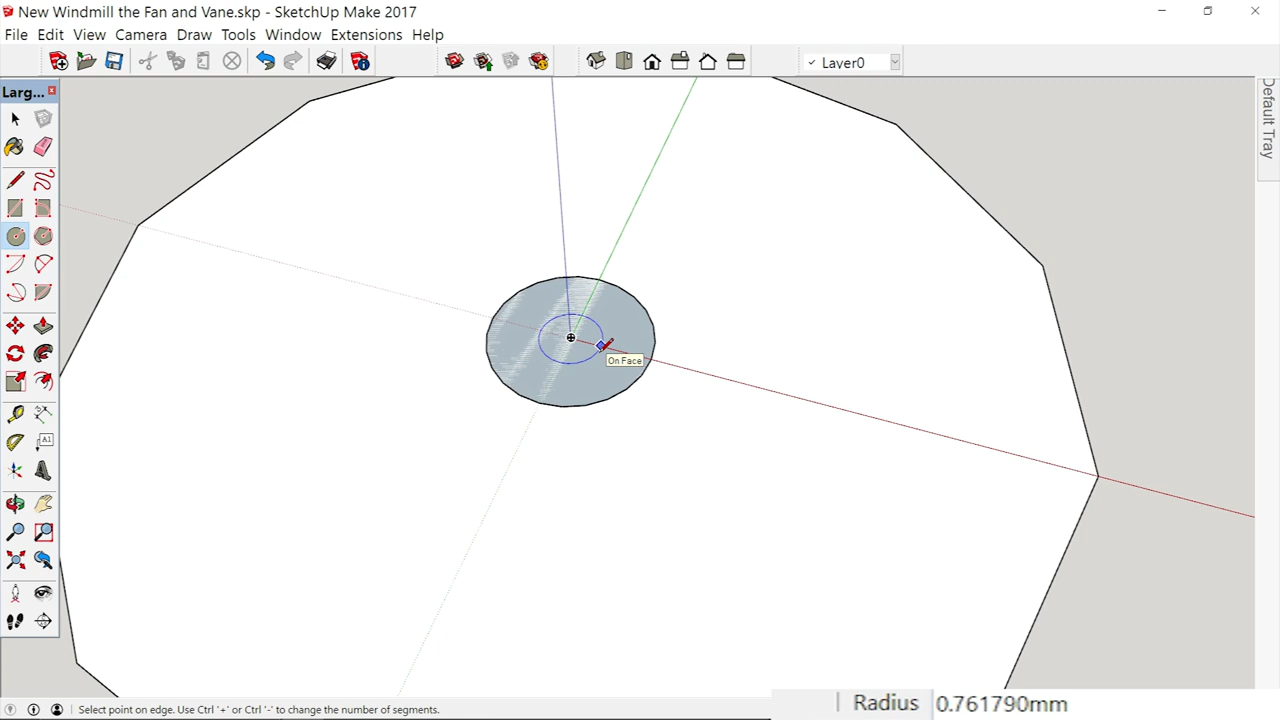 New Windmill the Fan and Vane.skp - SketchUp Make 2017
File Edit View Camera Draw Tools Window Extensions Help
✓ Layer0
Larg...
Default Tray
On Face
A1
A
Select point on edge. Use Ctrl '+' or Ctrl '-' to change the number of segments.
Radius 0.761790mm